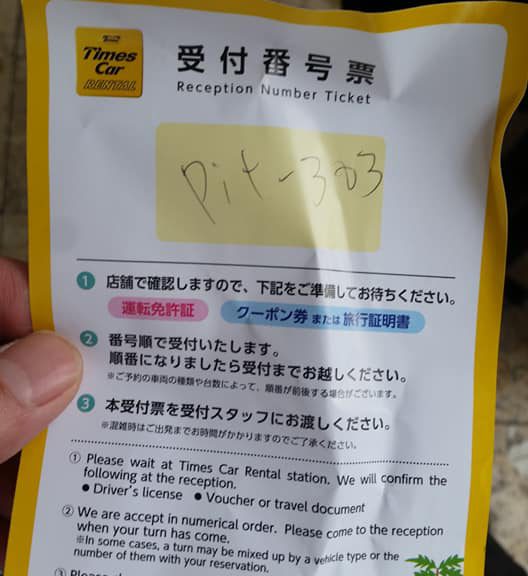 Times
Car
RENTAL
受付番号票
Reception Number Ticket
Pit-303
1 店舗で確認しますので、下記をご準備してお待ちください。
運転免許証 クーポン券 または 旅行証明書
2 番号順で受付いたします。
順番になりましたら受付までお越しください。
※ご予約の車両の種類や台数によって、順番が前後する場合がございます。
3 本受付票を受付スタッフにお渡しください。
※混雑時はご出発までお時間がかかりますのでご了承ください。
① Please wait at Times Car Rental station. We will confirm the
following at the reception.
● Driver's license ● Voucher or travel document
② We are accept in numerical order. Please come to the reception
when your turn has come.
※In some cases, a turn may be mixed up by a vehicle type or the
number of them with your reservation.